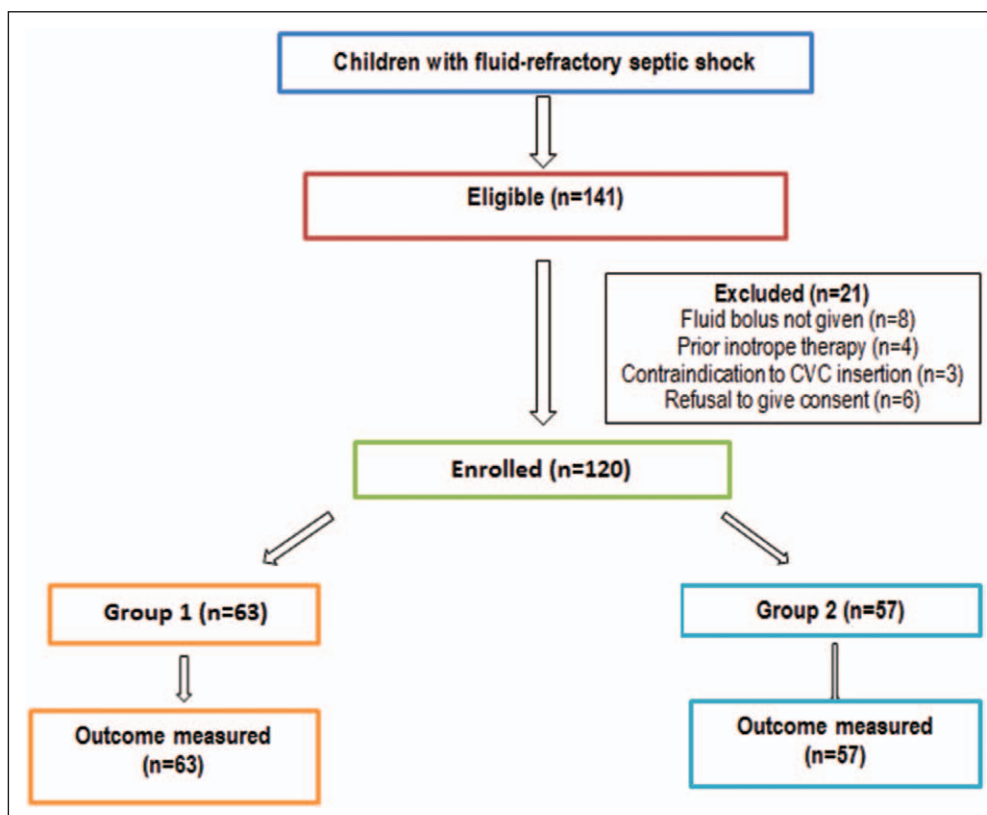 Children with fluid-refractory septic shock
Eligible (n=141)
Excluded (n=21)
Fluid bolus not given (n=8)
Prior inotrope therapy (n=4)
Contraindication to CVC insertion (n=3)
Refusal to give consent (n=6)
Enrolled (n=120)
Group 1 (n=63)
Group 2 (n=57)
Outcome measured
(n=63)
Outcome measured
(n=57)